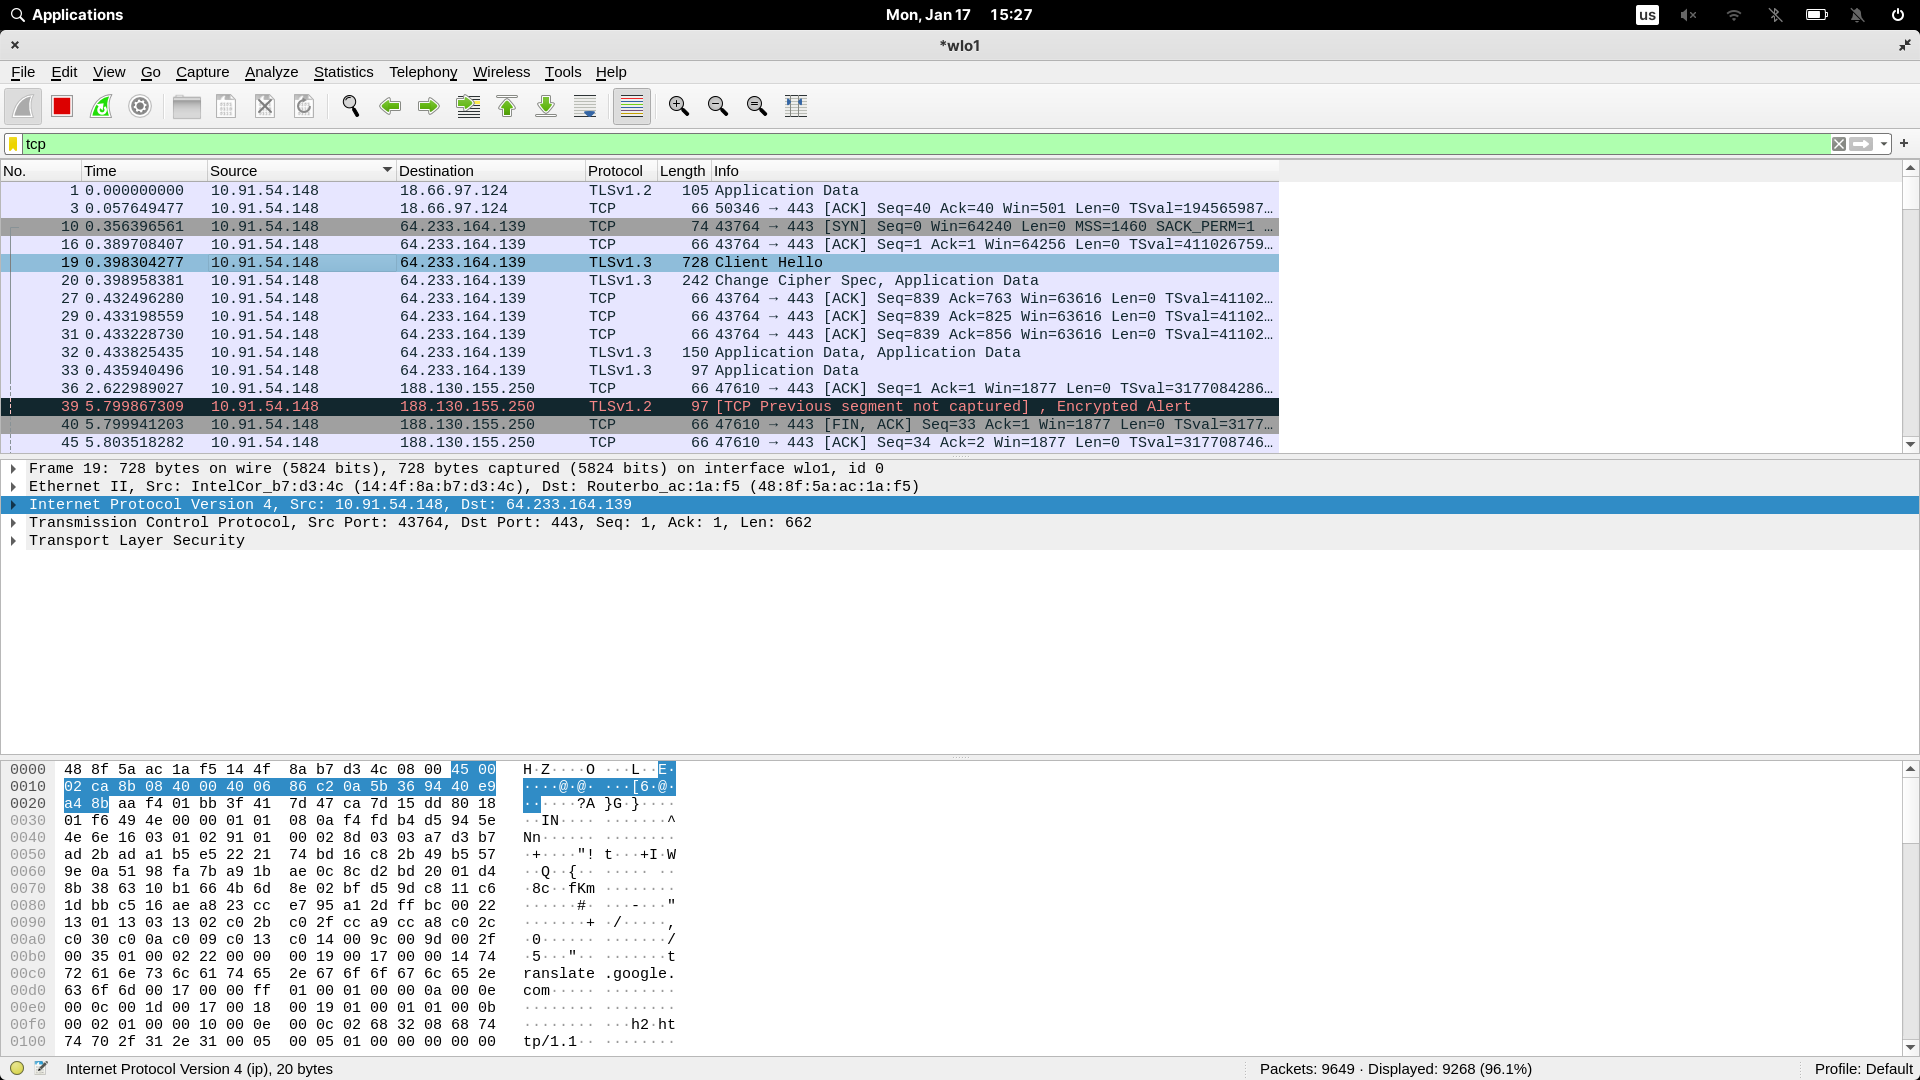 Applications Mon, Jan 17 15:27 us
*wlo1
File Edit View Go Capture Analyze Statistics Telephony Wireless Tools Help
tcp
No. Time Source Destination Protocol Length Info
1 0.000000000 10.91.54.148 18.66.97.124 TLSv1.2 105 Application Data
3 0.057649477 10.91.54.148 18.66.97.124 TCP 66 50346 → 443 [ACK] Seq=40 Ack=40 Win=501 Len=0 TSval=194565987…
10 0.356396561 10.91.54.148 64.233.164.139 TCP 74 43764 → 443 [SYN] Seq=0 Win=64240 Len=0 MSS=1460 SACK_PERM=1 …
16 0.389708407 10.91.54.148 64.233.164.139 TCP 66 43764 → 443 [ACK] Seq=1 Ack=1 Win=64256 Len=0 TSval=411026759…
19 0.398304277 10.91.54.148 64.233.164.139 TLSv1.3 728 Client Hello
20 0.398958381 10.91.54.148 64.233.164.139 TLSv1.3 242 Change Cipher Spec, Application Data
27 0.432496280 10.91.54.148 64.233.164.139 TCP 66 43764 → 443 [ACK] Seq=839 Ack=763 Win=63616 Len=0 TSval=41102…
29 0.433198559 10.91.54.148 64.233.164.139 TCP 66 43764 → 443 [ACK] Seq=839 Ack=825 Win=63616 Len=0 TSval=41102…
31 0.433228730 10.91.54.148 64.233.164.139 TCP 66 43764 → 443 [ACK] Seq=839 Ack=856 Win=63616 Len=0 TSval=41102…
32 0.433825435 10.91.54.148 64.233.164.139 TLSv1.3 150 Application Data, Application Data
33 0.435940496 10.91.54.148 64.233.164.139 TLSv1.3 97 Application Data
36 2.622989027 10.91.54.148 188.130.155.250 TCP 66 47610 → 443 [ACK] Seq=1 Ack=1 Win=1877 Len=0 TSval=3177084286…
39 5.799867309 10.91.54.148 188.130.155.250 TLSv1.2 97 [TCP Previous segment not captured] , Encrypted Alert
40 5.799941203 10.91.54.148 188.130.155.250 TCP 66 47610 → 443 [FIN, ACK] Seq=33 Ack=1 Win=1877 Len=0 TSval=3177…
45 5.803518282 10.91.54.148 188.130.155.250 TCP 66 47610 → 443 [ACK] Seq=34 Ack=2 Win=1877 Len=0 TSval=317708746…
Frame 19: 728 bytes on wire (5824 bits), 728 bytes captured (5824 bits) on interface wlo1, id 0
Ethernet II, Src: IntelCor_b7:d3:4c (14:4f:8a:b7:d3:4c), Dst: Routerbo_ac:1a:f5 (48:8f:5a:ac:1a:f5)
Internet Protocol Version 4, Src: 10.91.54.148, Dst: 64.233.164.139
Transmission Control Protocol, Src Port: 43764, Dst Port: 443, Seq: 1, Ack: 1, Len: 662
Transport Layer Security
0000 48 8f 5a ac 1a f5 14 4f 8a b7 d3 4c 08 00 45 00 H·Z····O ···L··E·
0010 02 ca 8b 08 40 00 40 06 86 c2 0a 5b 36 94 40 e9 ····@·@· ···[6·@·
0020 a4 8b aa f4 01 bb 3f 41 7d 47 ca 7d 15 dd 80 18 ······?A }G·}····
0030 01 f6 49 4e 00 00 01 01 08 0a f4 fd b4 d5 94 5e ··IN···· ·······^
0040 4e 6e 16 03 01 02 91 01 00 02 8d 03 03 a7 d3 b7 Nn······ ········
0050 ad 2b ad a1 b5 e5 22 21 74 bd 16 c8 2b 49 b5 57 ·+····"! t···+I·W
0060 9e 0a 51 98 fa 7b a9 1b ae 0c 8c d2 bd 20 01 d4 ··Q··{·· ····· ··
0070 8b 38 63 10 b1 66 4b 6d 8e 02 bf d5 9d c8 11 c6 ·8c··fKm ········
0080 1d bb c5 16 ae a8 23 cc e7 95 a1 2d ff bc 00 22 ······#· ···-···"
0090 13 01 13 03 13 02 c0 2b c0 2f cc a9 cc a8 c0 2c ·······+ ·/·····,
00a0 c0 30 c0 0a c0 09 c0 13 c0 14 00 9c 00 9d 00 2f ·0······ ·······/
00b0 00 35 01 00 02 22 00 00 00 19 00 17 00 00 14 74 ·5···"·· ·······t
00c0 72 61 6e 73 6c 61 74 65 2e 67 6f 6f 67 6c 65 2e ranslate .google.
00d0 63 6f 6d 00 17 00 00 ff 01 00 01 00 00 0a 00 0e com····· ········
00e0 00 0c 00 1d 00 17 00 18 00 19 01 00 01 01 00 0b ········ ········
00f0 00 02 01 00 00 10 00 0e 00 0c 02 68 32 08 68 74 ········ ···h2·ht
0100 74 70 2f 31 2e 31 00 05 00 05 01 00 00 00 00 00 tp/1.1·· ········
Internet Protocol Version 4 (ip), 20 bytes Packets: 9649 · Displayed: 9268 (96.1%) Profile: Default